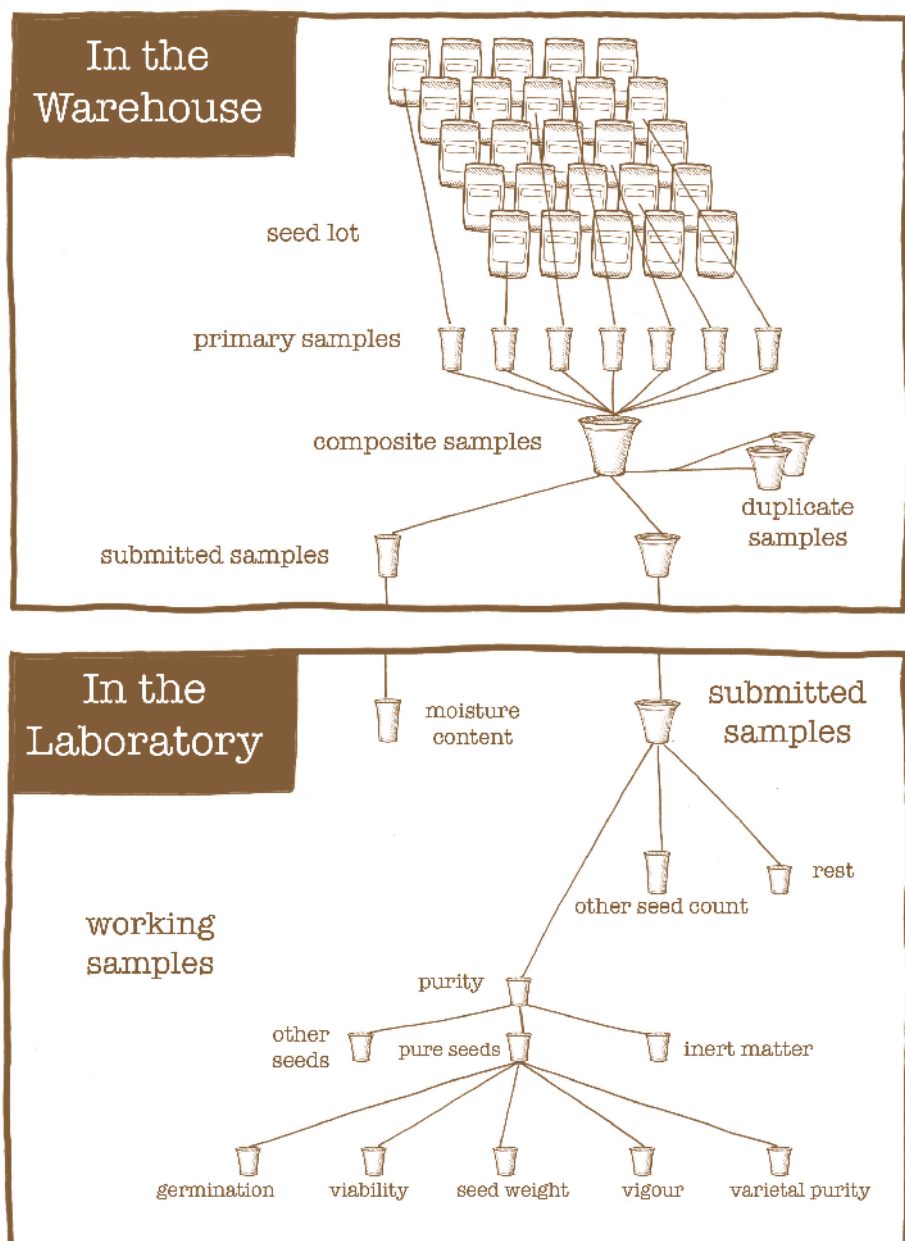 In the
Warehouse
seed lot
primary samples
composite samples
duplicate
samples
submitted samples
In the
Laboratory
moisture
content
submitted
samples
rest
other seed count
working
samples
purity
other
seeds
pure seeds
inert matter
germination
viability
seed weight
vigour
varietal purity